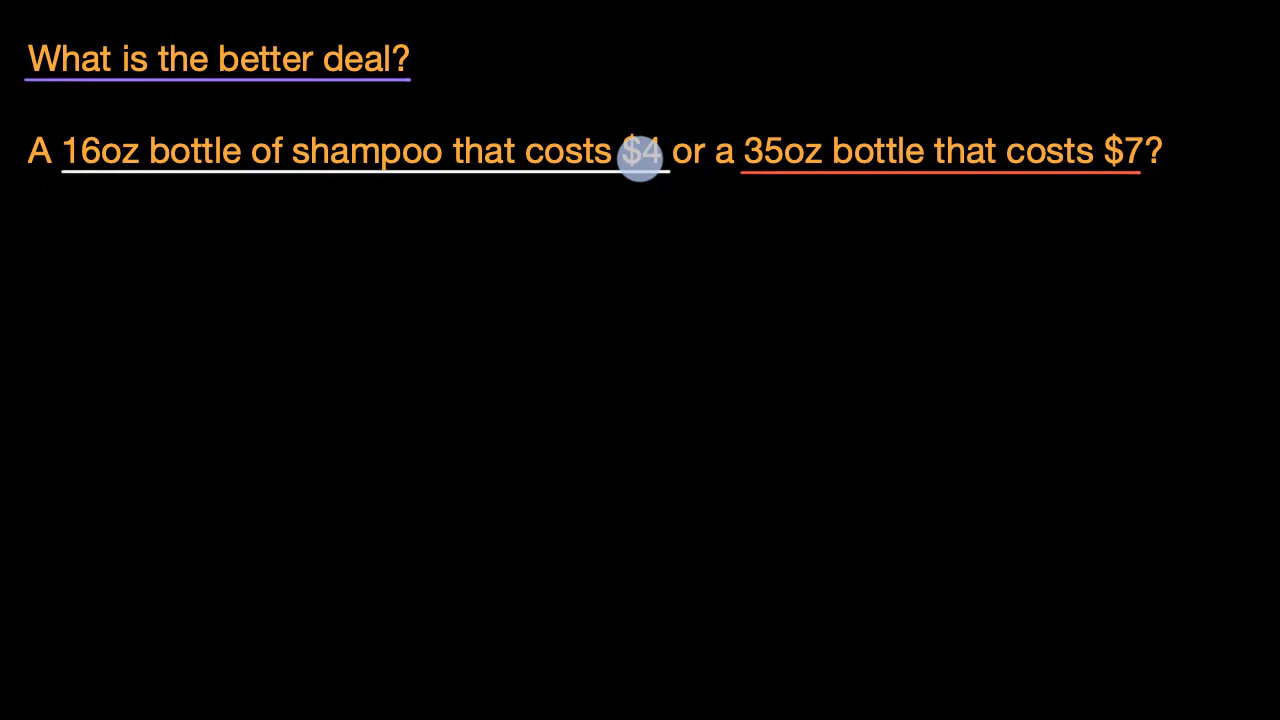 What is the better deal?
A 16oz bottle of shampoo that costs $4 or a 35oz bottle that costs $7?